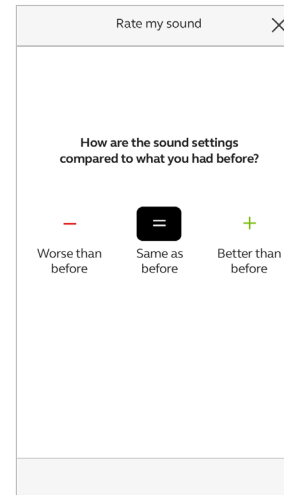 Rate my sound
How are the sound settings
compared to what you had before?
Worse than
before
Same as
before
Better than
before